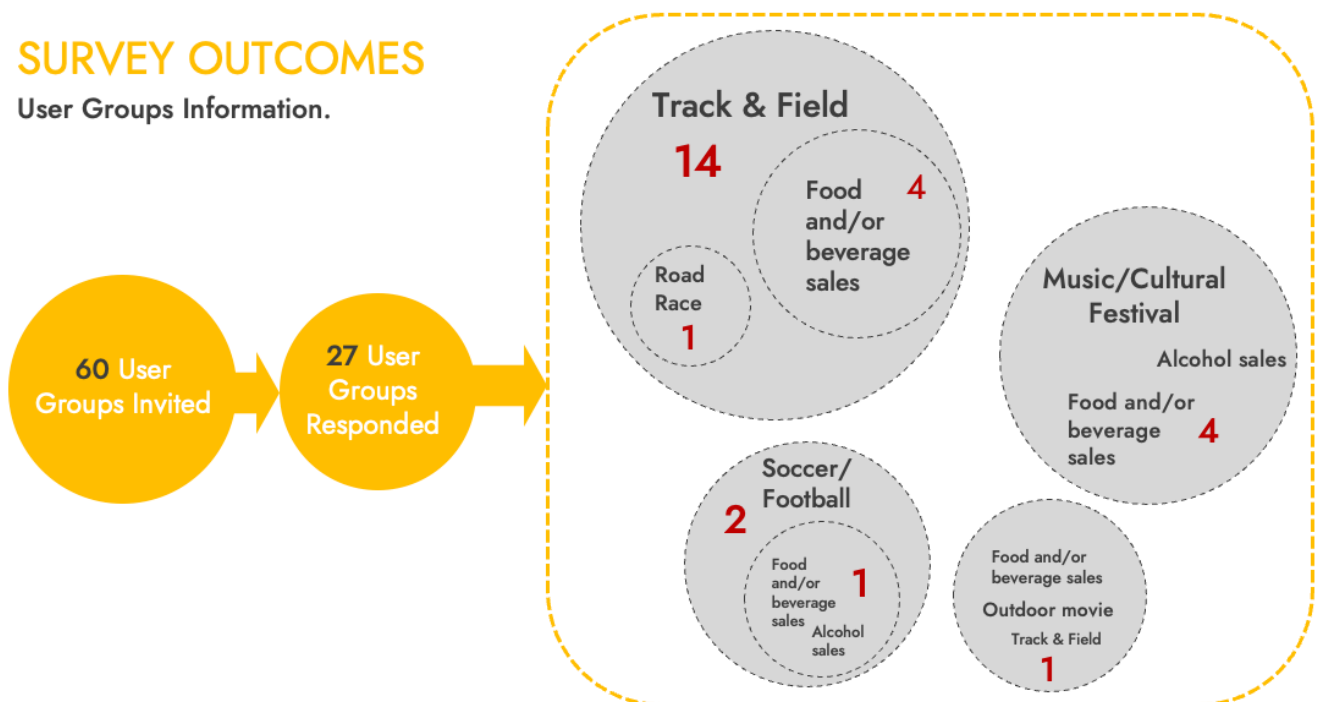 SURVEY OUTCOMES
User Groups Information.
60 User
Groups Invited
27 User
Groups
Responded
Track & Field
14
Food
and/or
beverage
sales
4
Road
Race
1
Music/Cultural
Festival
Alcohol sales
Food and/or
beverage
sales
4
Soccer/
Football
2
Food
and/or
beverage
sales
1
Alcohol
sales
Food and/or
beverage sales
Outdoor movie
Track & Field
1